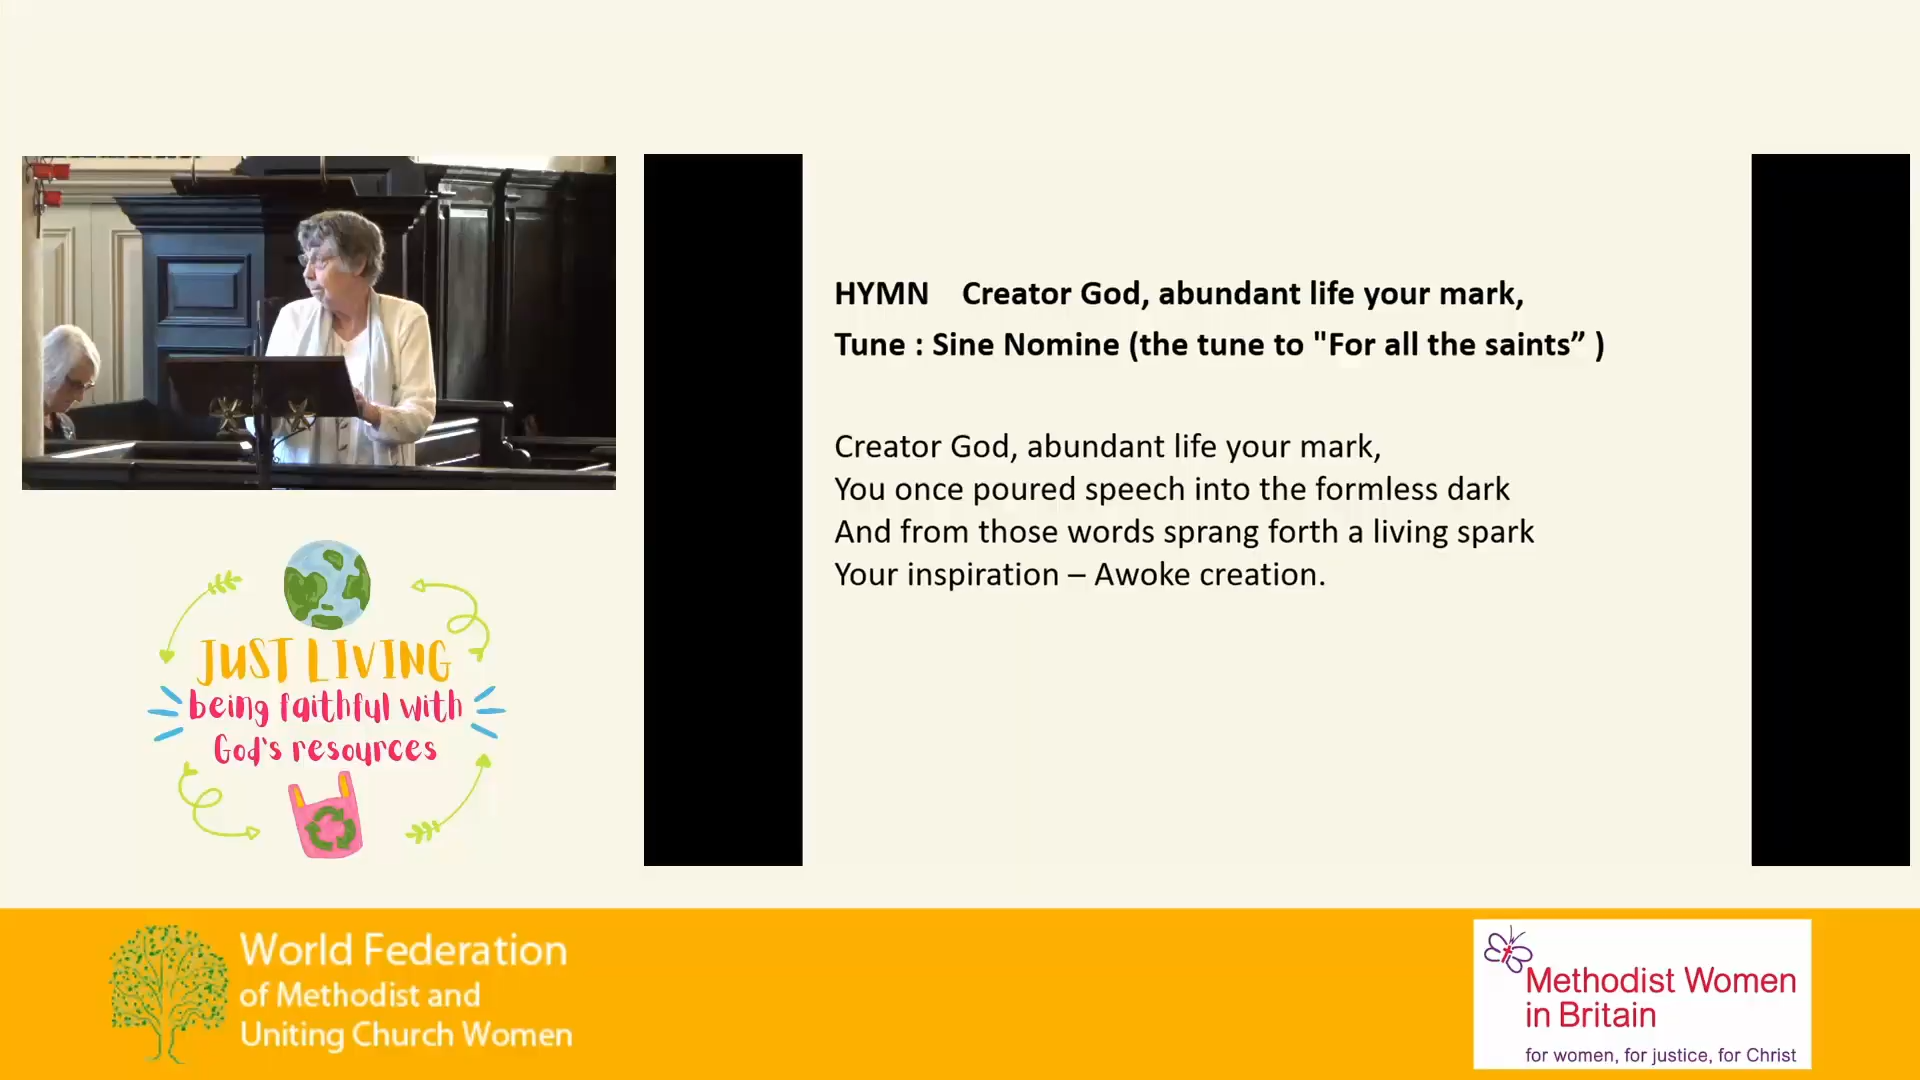 HYMN    Creator God, abundant life your mark,
Tune : Sine Nomine (the tune to "For all the saints” )
Creator God, abundant life your mark,
You once poured speech into the formless dark
And from those words sprang forth a living spark
Your inspiration – Awoke creation.
JUST LIVING
being faithful with
God's resources
World Federation
of Methodist and
Uniting Church Women
Methodist Women
in Britain
for women, for justice, for Christ